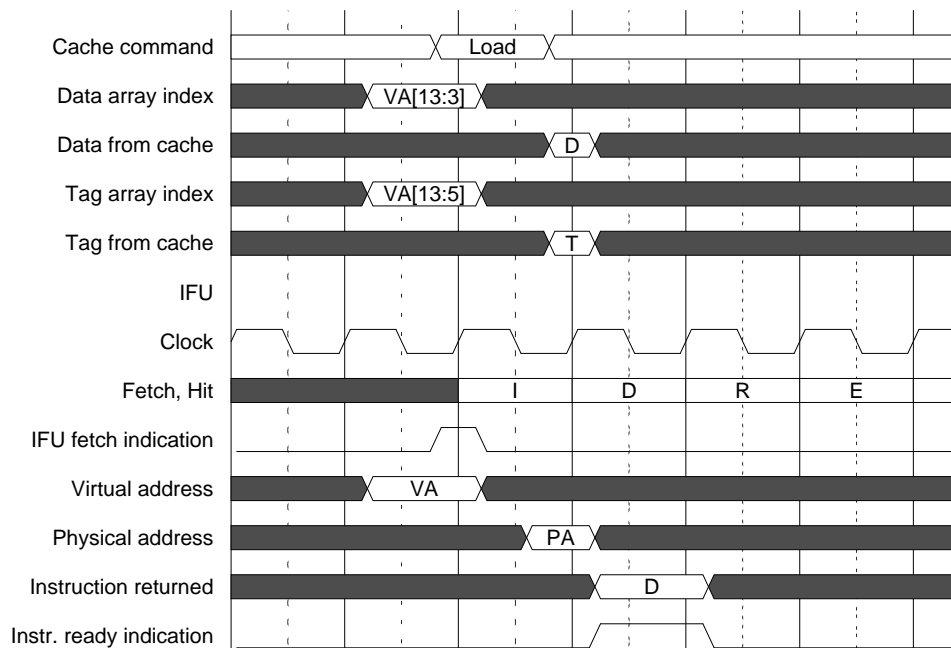 Cache command Load
Data array index VA[13:3]
Data from cache D
Tag array index VA[13:5]
Tag from cache T
IFU
Clock
Fetch, Hit I D R E
IFU fetch indication
Virtual address VA
Physical address PA
Instruction returned D
Instr. ready indication